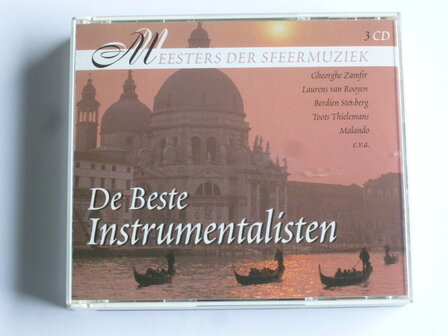 MEESTERS DER SFEERMUZIEK
3 CD
Gheorghe Zamfir
Laurens van Rooyen
Berdien Stenberg
Toots Thielemans
Malando
e.v.a.
De Beste
Instrumentalisten